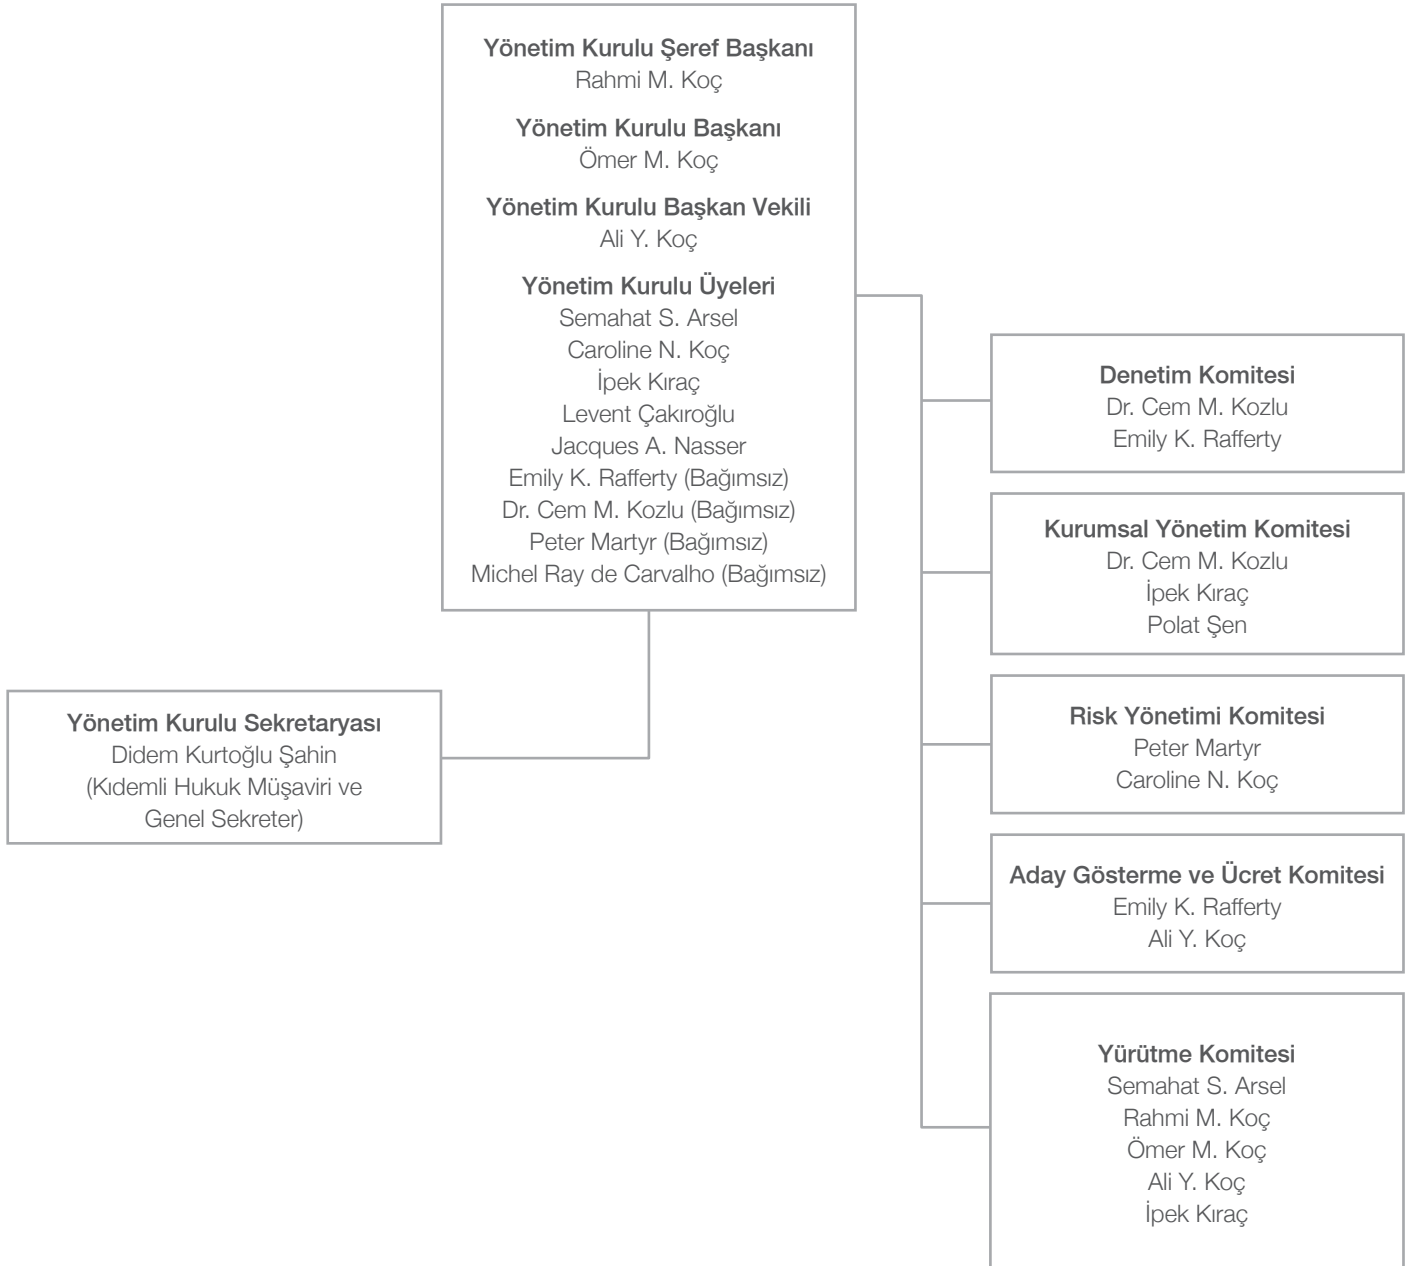 Yönetim Kurulu Şeref Başkanı
Rahmi M. Koç
Yönetim Kurulu Başkanı
Ömer M. Koç
Yönetim Kurulu Başkan Vekili
Ali Y. Koç
Yönetim Kurulu Üyeleri
Semahat S. Arsel
Caroline N. Koç
İpek Kıraç
Levent Çakıroğlu
Jacques A. Nasser
Emily K. Rafferty (Bağımsız)
Dr. Cem M. Kozlu (Bağımsız)
Peter Martyr (Bağımsız)
Michel Ray de Carvalho (Bağımsız)
Yönetim Kurulu Sekretaryası
Didem Kurtoğlu Şahin
(Kıdemli Hukuk Müşaviri ve
Genel Sekreter)
Denetim Komitesi
Dr. Cem M. Kozlu
Emily K. Rafferty
Kurumsal Yönetim Komitesi
Dr. Cem M. Kozlu
İpek Kıraç
Polat Şen
Risk Yönetimi Komitesi
Peter Martyr
Caroline N. Koç
Aday Gösterme ve Ücret Komitesi
Emily K. Rafferty
Ali Y. Koç
Yürütme Komitesi
Semahat S. Arsel
Rahmi M. Koç
Ömer M. Koç
Ali Y. Koç
İpek Kıraç